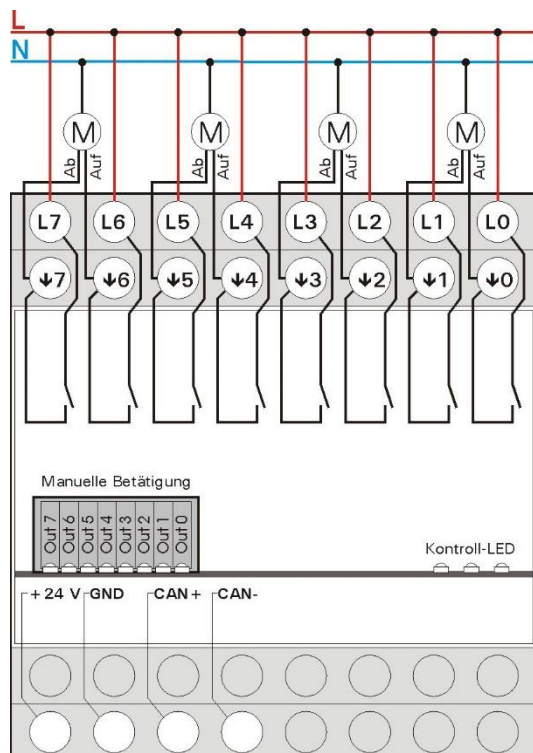 L
N
M M M M
Ab Auf Ab Auf Ab Auf Ab Auf
L7 L6 L5 L4 L3 L2 L1 L0
↓7 ↓6 ↓5 ↓4 ↓3 ↓2 ↓1 ↓0
Manuelle Betätigung
Out 7 Out 6 Out 5 Out 4 Out 3 Out 2 Out 1 Out 0
Kontroll-LED
+ 24 V GND CAN+ CAN-